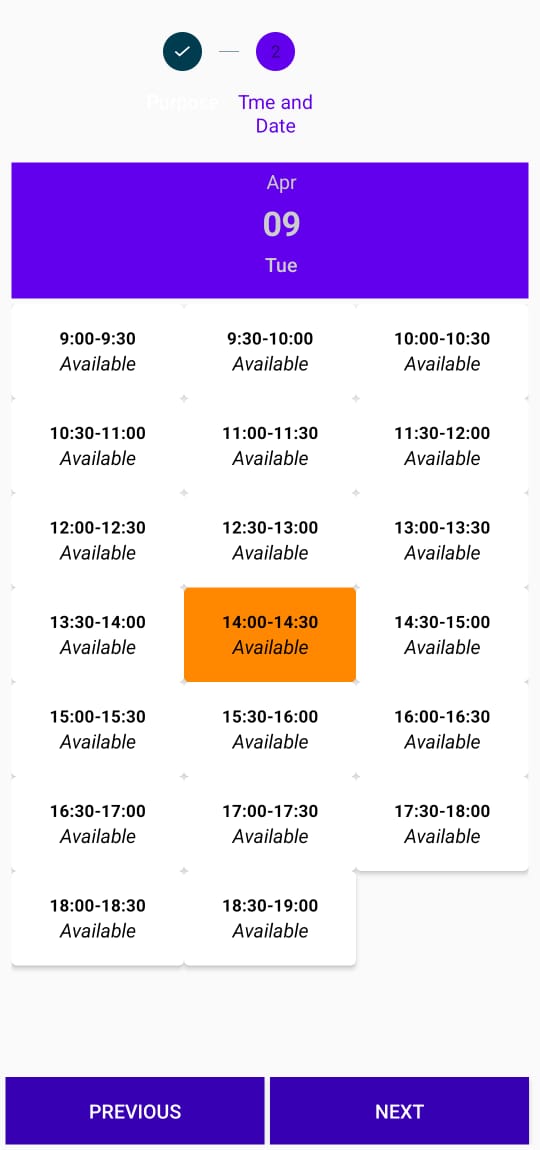 2
Purpose
Tme and
Date
Apr
09
Tue
9:00-9:30
Available
9:30-10:00
Available
10:00-10:30
Available
10:30-11:00
Available
11:00-11:30
Available
11:30-12:00
Available
12:00-12:30
Available
12:30-13:00
Available
13:00-13:30
Available
13:30-14:00
Available
14:00-14:30
Available
14:30-15:00
Available
15:00-15:30
Available
15:30-16:00
Available
16:00-16:30
Available
16:30-17:00
Available
17:00-17:30
Available
17:30-18:00
Available
18:00-18:30
Available
18:30-19:00
Available
PREVIOUS
NEXT